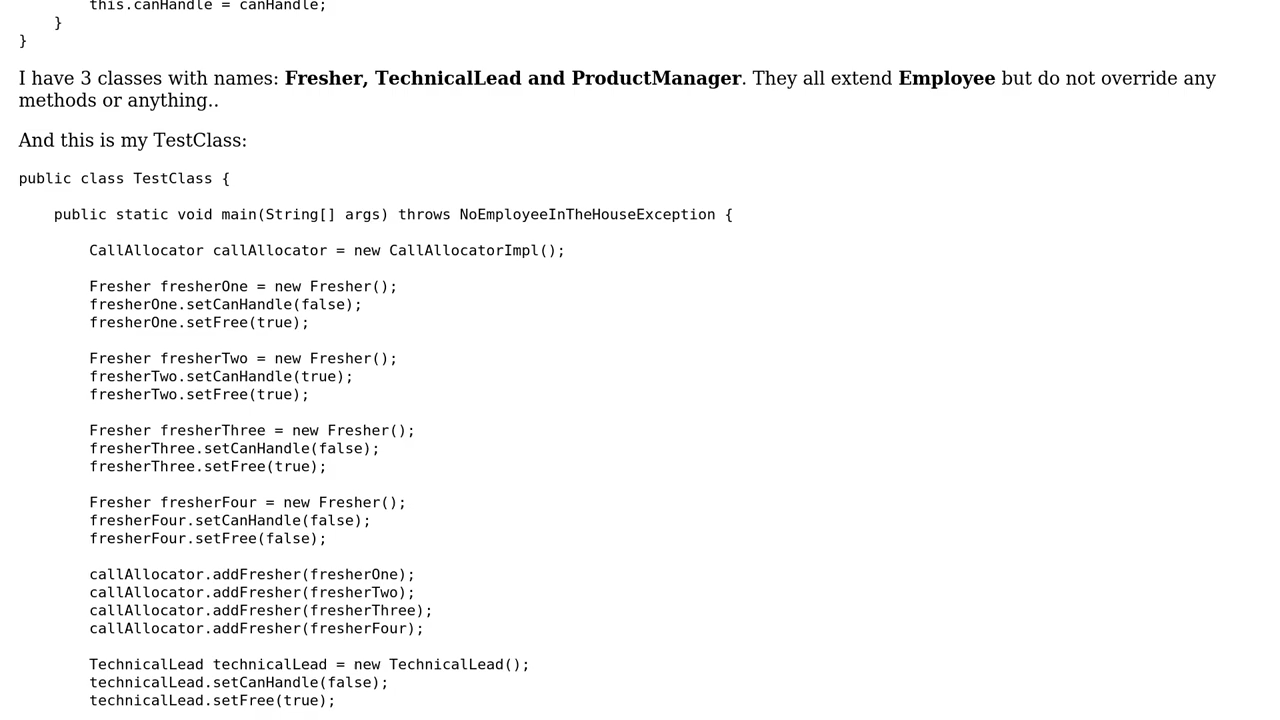 this.canHandle = canHandle;
    }
}
I have 3 classes with names: Fresher, TechnicalLead and ProductManager. They all extend Employee but do not override any
methods or anything..
And this is my TestClass:
public class TestClass {
    public static void main(String[] args) throws NoEmployeeInTheHouseException {
        CallAllocator callAllocator = new CallAllocatorImpl();
        Fresher fresherOne = new Fresher();
        fresherOne.setCanHandle(false);
        fresherOne.setFree(true);
        Fresher fresherTwo = new Fresher();
        fresherTwo.setCanHandle(true);
        fresherTwo.setFree(true);
        Fresher fresherThree = new Fresher();
        fresherThree.setCanHandle(false);
        fresherThree.setFree(true);
        Fresher fresherFour = new Fresher();
        fresherFour.setCanHandle(false);
        fresherFour.setFree(false);
        callAllocator.addFresher(fresherOne);
        callAllocator.addFresher(fresherTwo);
        callAllocator.addFresher(fresherThree);
        callAllocator.addFresher(fresherFour);
        TechnicalLead technicalLead = new TechnicalLead();
        technicalLead.setCanHandle(false);
        technicalLead.setFree(true);